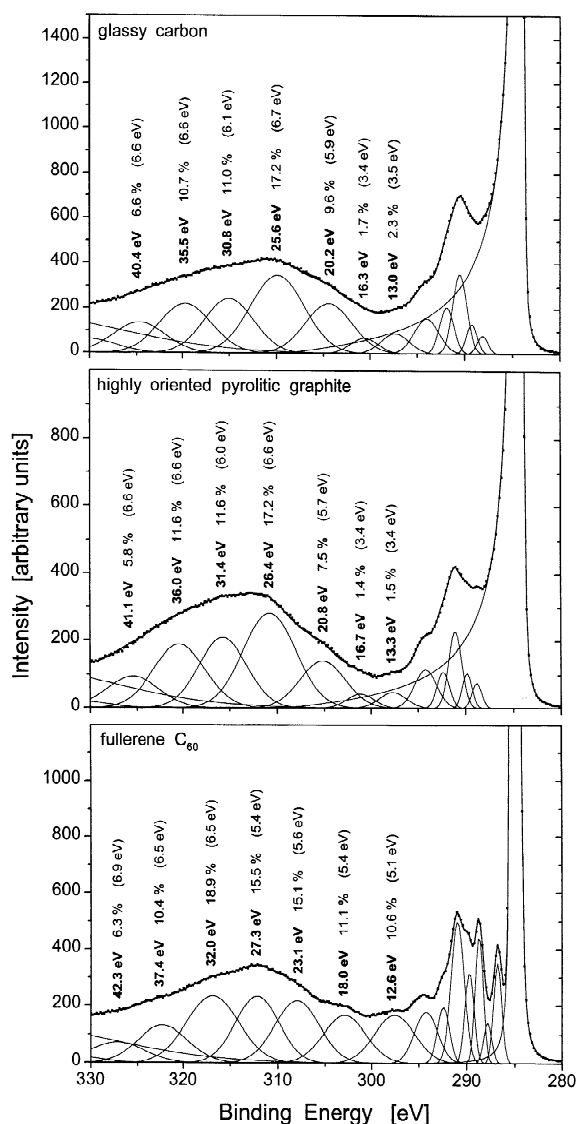 glassy carbon
1400
1200
1000
800
600
400
200
0
40.4 eV 6.6 % (6.6 eV)
35.5 eV 10.7 % (6.6 eV)
30.8 eV 11.0 % (6.1 eV)
25.6 eV 17.2 % (6.7 eV)
20.2 eV 9.6 % (5.9 eV)
16.3 eV 1.7 % (3.4 eV)
13.0 eV 2.3 % (3.5 eV)
Intensity [arbitrary units]
highly oriented pyrolitic graphite
800
600
400
200
0
41.1 eV 5.8 % (6.6 eV)
36.0 eV 11.6 % (6.6 eV)
31.4 eV 11.6 % (6.0 eV)
26.4 eV 17.2 % (6.6 eV)
20.8 eV 7.5 % (5.7 eV)
16.7 eV 1.4 % (3.4 eV)
13.3 eV 1.5 % (3.4 eV)
fullerene C60
1000
800
600
400
200
0
42.3 eV 6.3 % (6.9 eV)
37.4 eV 10.4 % (6.5 eV)
32.0 eV 18.9 % (6.5 eV)
27.3 eV 15.5 % (5.4 eV)
23.1 eV 15.1 % (5.6 eV)
18.0 eV 11.1 % (5.4 eV)
12.6 eV 10.6 % (5.1 eV)
330 320 310 300 290 280
Binding Energy [eV]